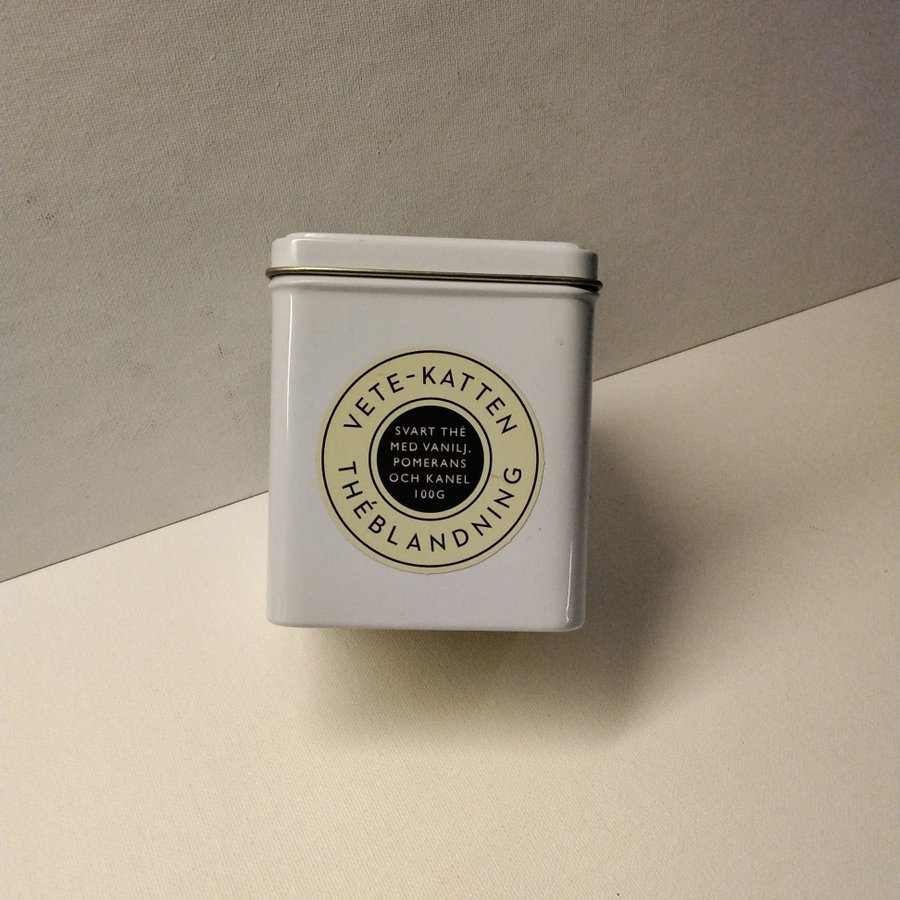 VETE-KATTEN
SVART THÉ
MED VANILJ.
POMERANS
OCH KANEL
100G
THÉBLANDNING